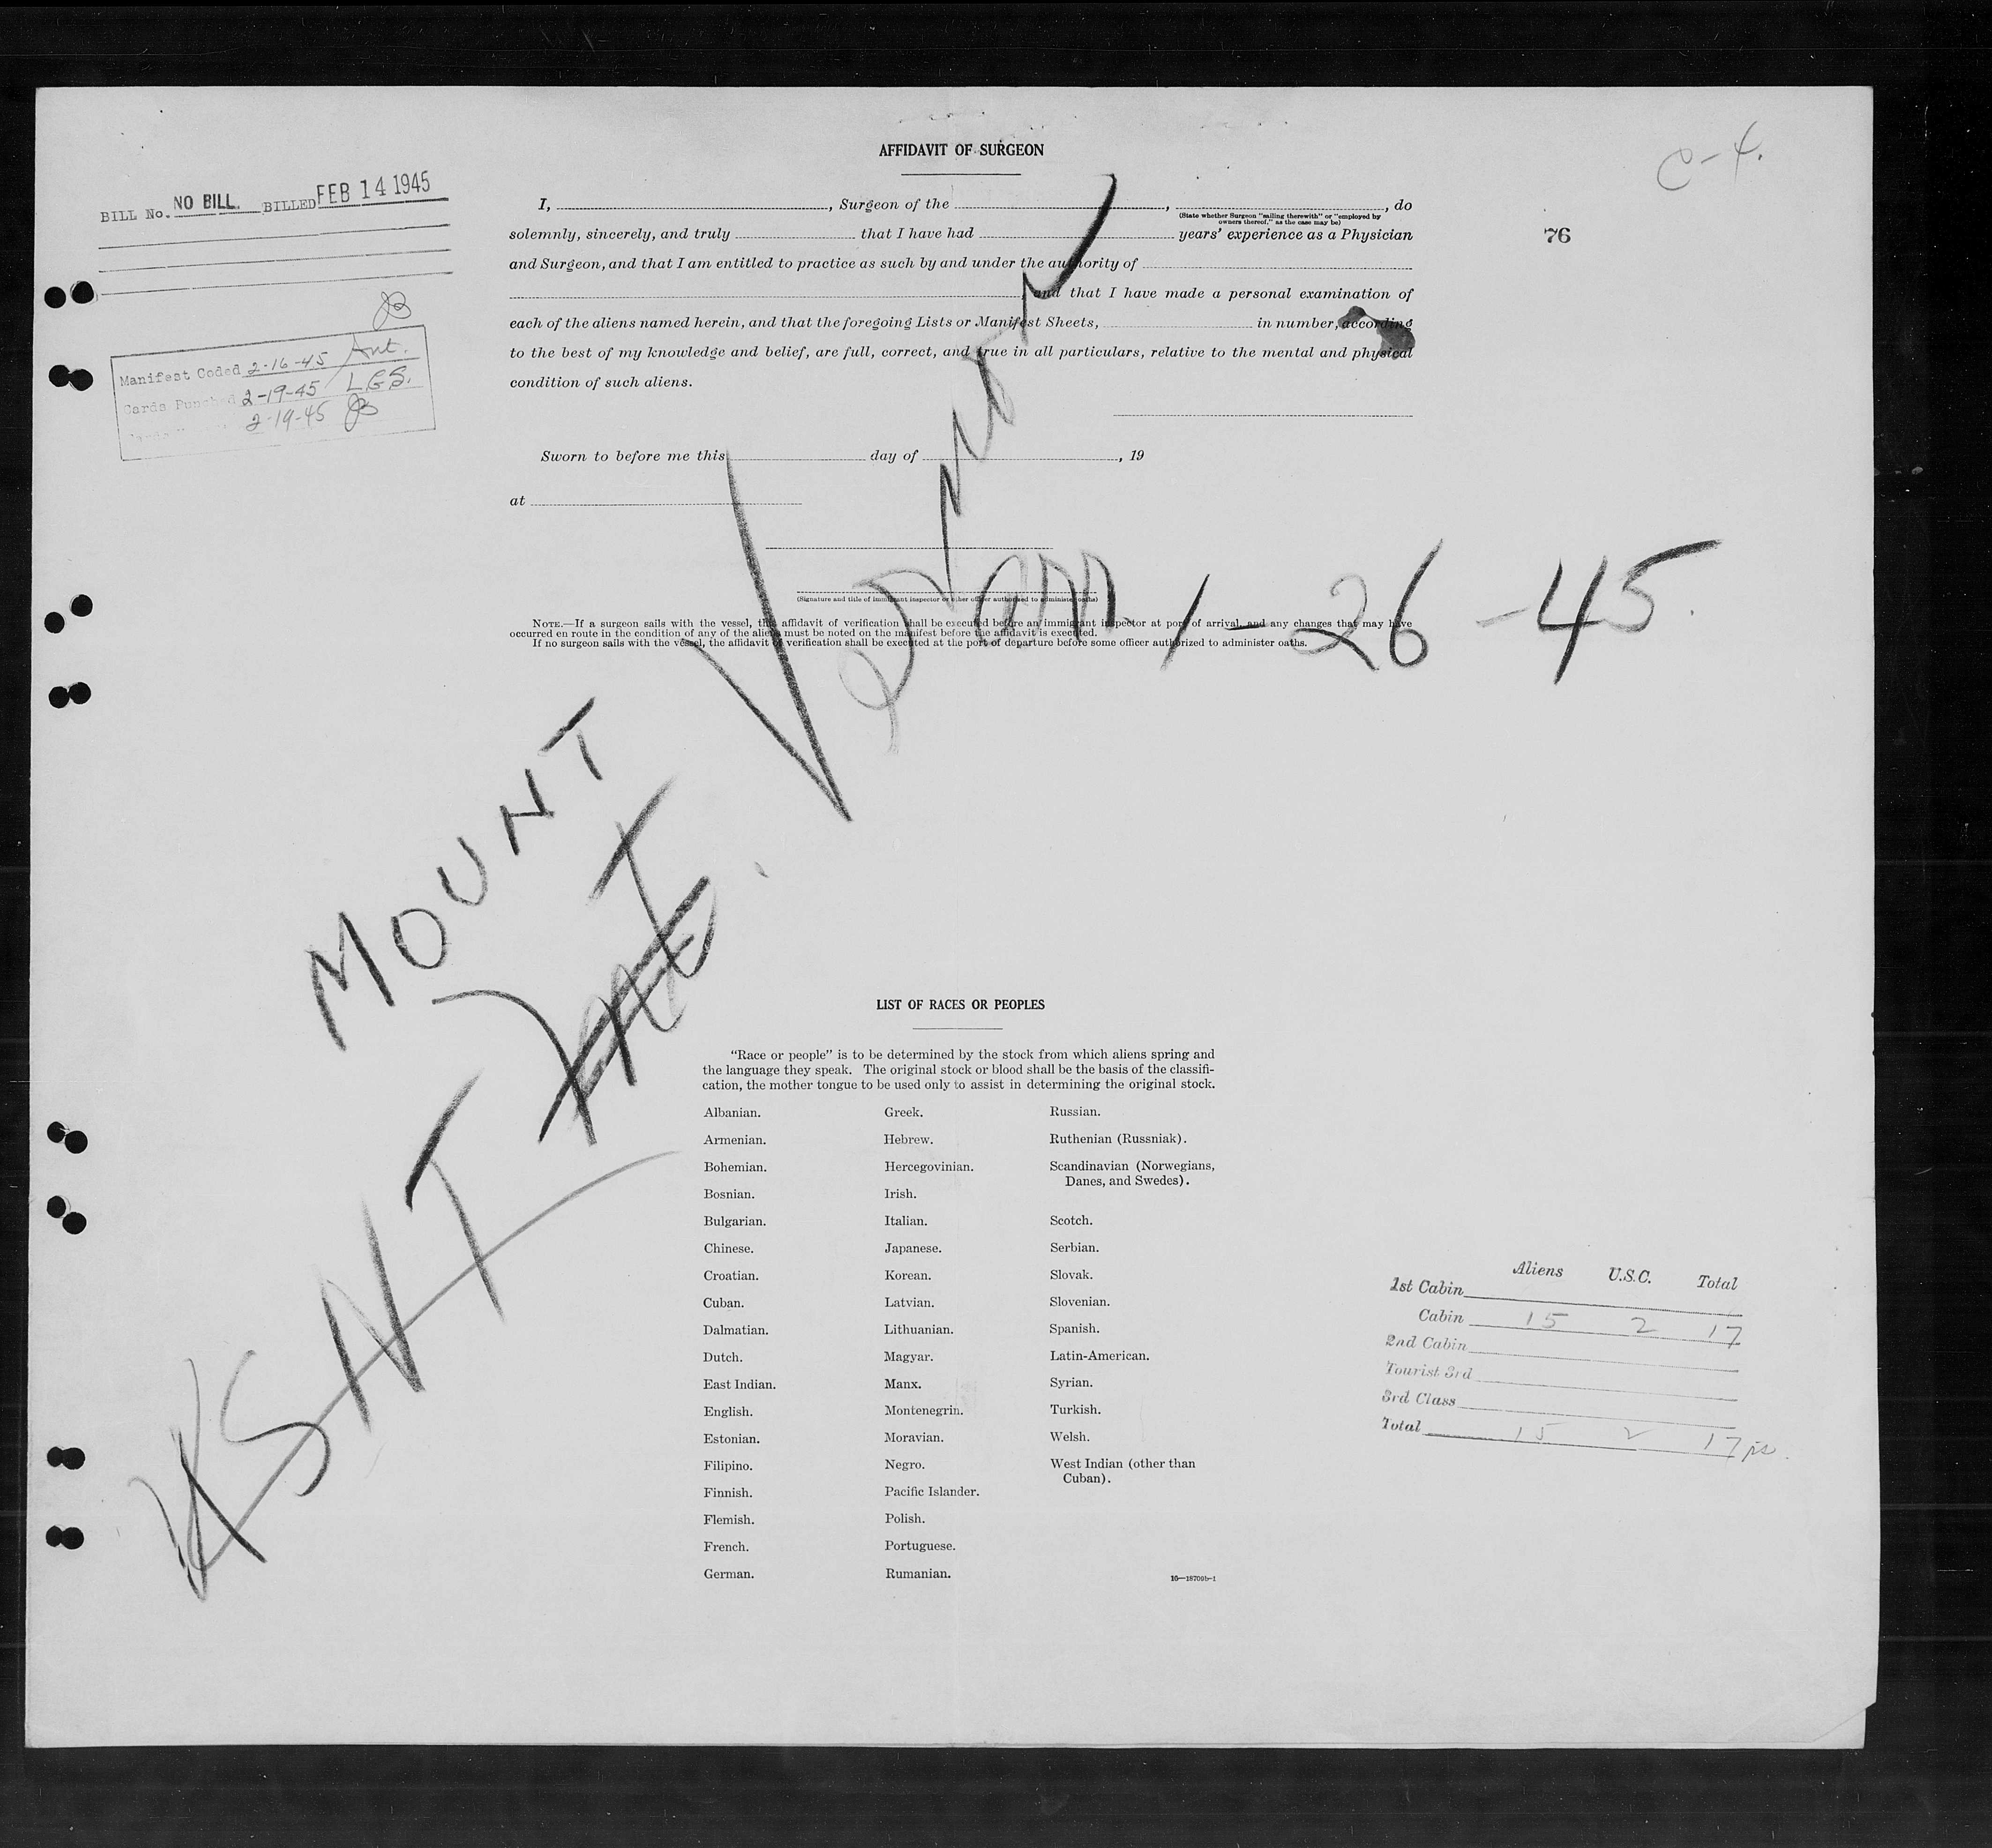 C-4.
AFFIDAVIT OF SURGEON
BILL No. NO BILL. BILLED FEB 14 1945
76
I, , Surgeon of the , , do
(State whether Surgeon "sailing therewith" or "employed by
owners thereof," as the case may be)
solemnly, sincerely, and truly that I have had years' experience as a Physician
and Surgeon, and that I am entitled to practice as such by and under the authority of
, and that I have made a personal examination of
each of the aliens named herein, and that the foregoing Lists or Manifest Sheets, in number, according
to the best of my knowledge and belief, are full, correct, and true in all particulars, relative to the mental and physical
condition of such aliens.
Manifest Coded 2-16-45
Cards Punched 2-19-45 L.G.S.
2-19-45
Sworn to before me this day of , 19
at
(Signature and title of immigrant inspector or other officer authorized to administer oaths)
NOTE.—If a surgeon sails with the vessel, this affidavit of verification shall be executed before an immigrant inspector at port of arrival, and any changes that may have
occurred en route in the condition of any of the aliens must be noted on the manifest before the affidavit is executed.
If no surgeon sails with the vessel, the affidavit of verification shall be executed at the port of departure before some officer authorized to administer oaths.
1-26-45.
MOUNT
LIST OF RACES OR PEOPLES
"Race or people" is to be determined by the stock from which aliens spring and
the language they speak. The original stock or blood shall be the basis of the classifi-
cation, the mother tongue to be used only to assist in determining the original stock.
Albanian.
Armenian.
Bohemian.
Bosnian.
Bulgarian.
Chinese.
Croatian.
Cuban.
Dalmatian.
Dutch.
East Indian.
English.
Estonian.
Filipino.
Finnish.
Flemish.
French.
German.
Greek.
Hebrew.
Hercegovinian.
Irish.
Italian.
Japanese.
Korean.
Latvian.
Lithuanian.
Magyar.
Manx.
Montenegrin.
Moravian.
Negro.
Pacific Islander.
Polish.
Portuguese.
Rumanian.
Russian.
Ruthenian (Russniak).
Scandinavian (Norwegians,
Danes, and Swedes).
Scotch.
Serbian.
Slovak.
Slovenian.
Spanish.
Latin-American.
Syrian.
Turkish.
Welsh.
West Indian (other than
Cuban).
16—18709b-1
Aliens U.S.C. Total
1st Cabin
Cabin 15 2 17
2nd Cabin
Tourist 3rd
3rd Class
Total 15 2 17